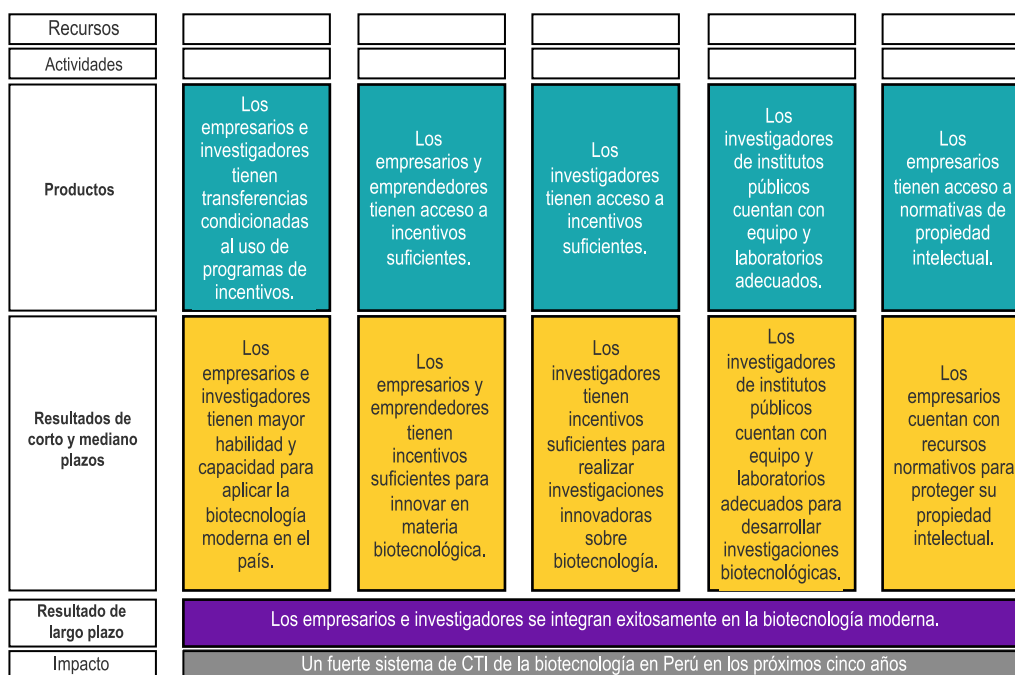 Recursos
Actividades
Productos
Los
empresarios e
investigadores
tienen
transferencias
condicionadas
al uso de
programas de
incentivos.
Los
empresarios y
emprendedores
tienen acceso a
incentivos
suficientes.
Los
investigadores
tienen acceso a
incentivos
suficientes.
Los
investigadores
de institutos
públicos
cuentan con
equipo y
laboratorios
adecuados.
Los
empresarios
tienen acceso a
normativas de
propiedad
intelectual.
Resultados de
corto y mediano
plazos
Los
empresarios e
investigadores
tienen mayor
habilidad y
capacidad para
aplicar la
biotecnología
moderna en el
país.
Los
empresarios y
emprendedores
tienen
incentivos
suficientes para
innovar en
materia
biotecnológica.
Los
investigadores
tienen
incentivos
suficientes para
realizar
investigaciones
innovadoras
sobre
biotecnología.
Los
investigadores
de institutos
públicos
cuentan con
equipo y
laboratorios
adecuados para
desarrollar
investigaciones
biotecnológicas.
Los
empresarios
cuentan con
recursos
normativos para
proteger su
propiedad
intelectual.
Resultado de
largo plazo
Los empresarios e investigadores se integran exitosamente en la biotecnología moderna.
Impacto
Un fuerte sistema de CTI de la biotecnología en Perú en los próximos cinco años